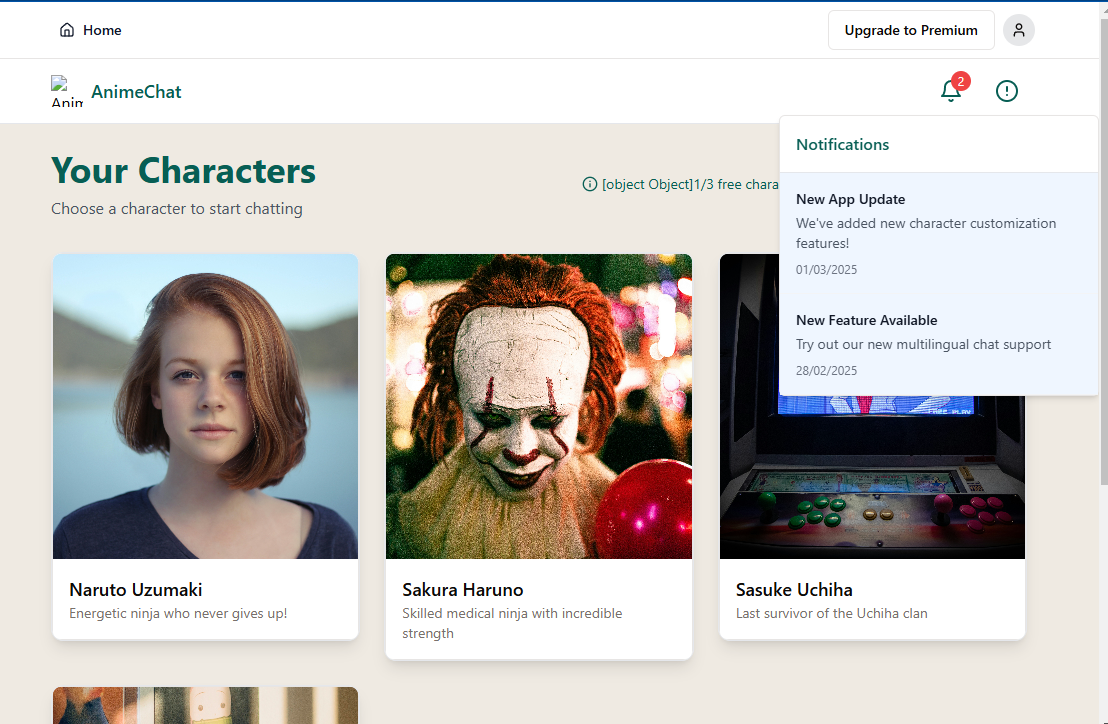 Home
Upgrade to Premium
Anim
AnimeChat
2
Notifications
Your Characters
Choose a character to start chatting
[object Object]1/3 free chara
New App Update
We've added new character customization
features!
01/03/2025
New Feature Available
Try out our new multilingual chat support
28/02/2025
FREE PLAY
Naruto Uzumaki
Energetic ninja who never gives up!
Sakura Haruno
Skilled medical ninja with incredible
strength
Sasuke Uchiha
Last survivor of the Uchiha clan